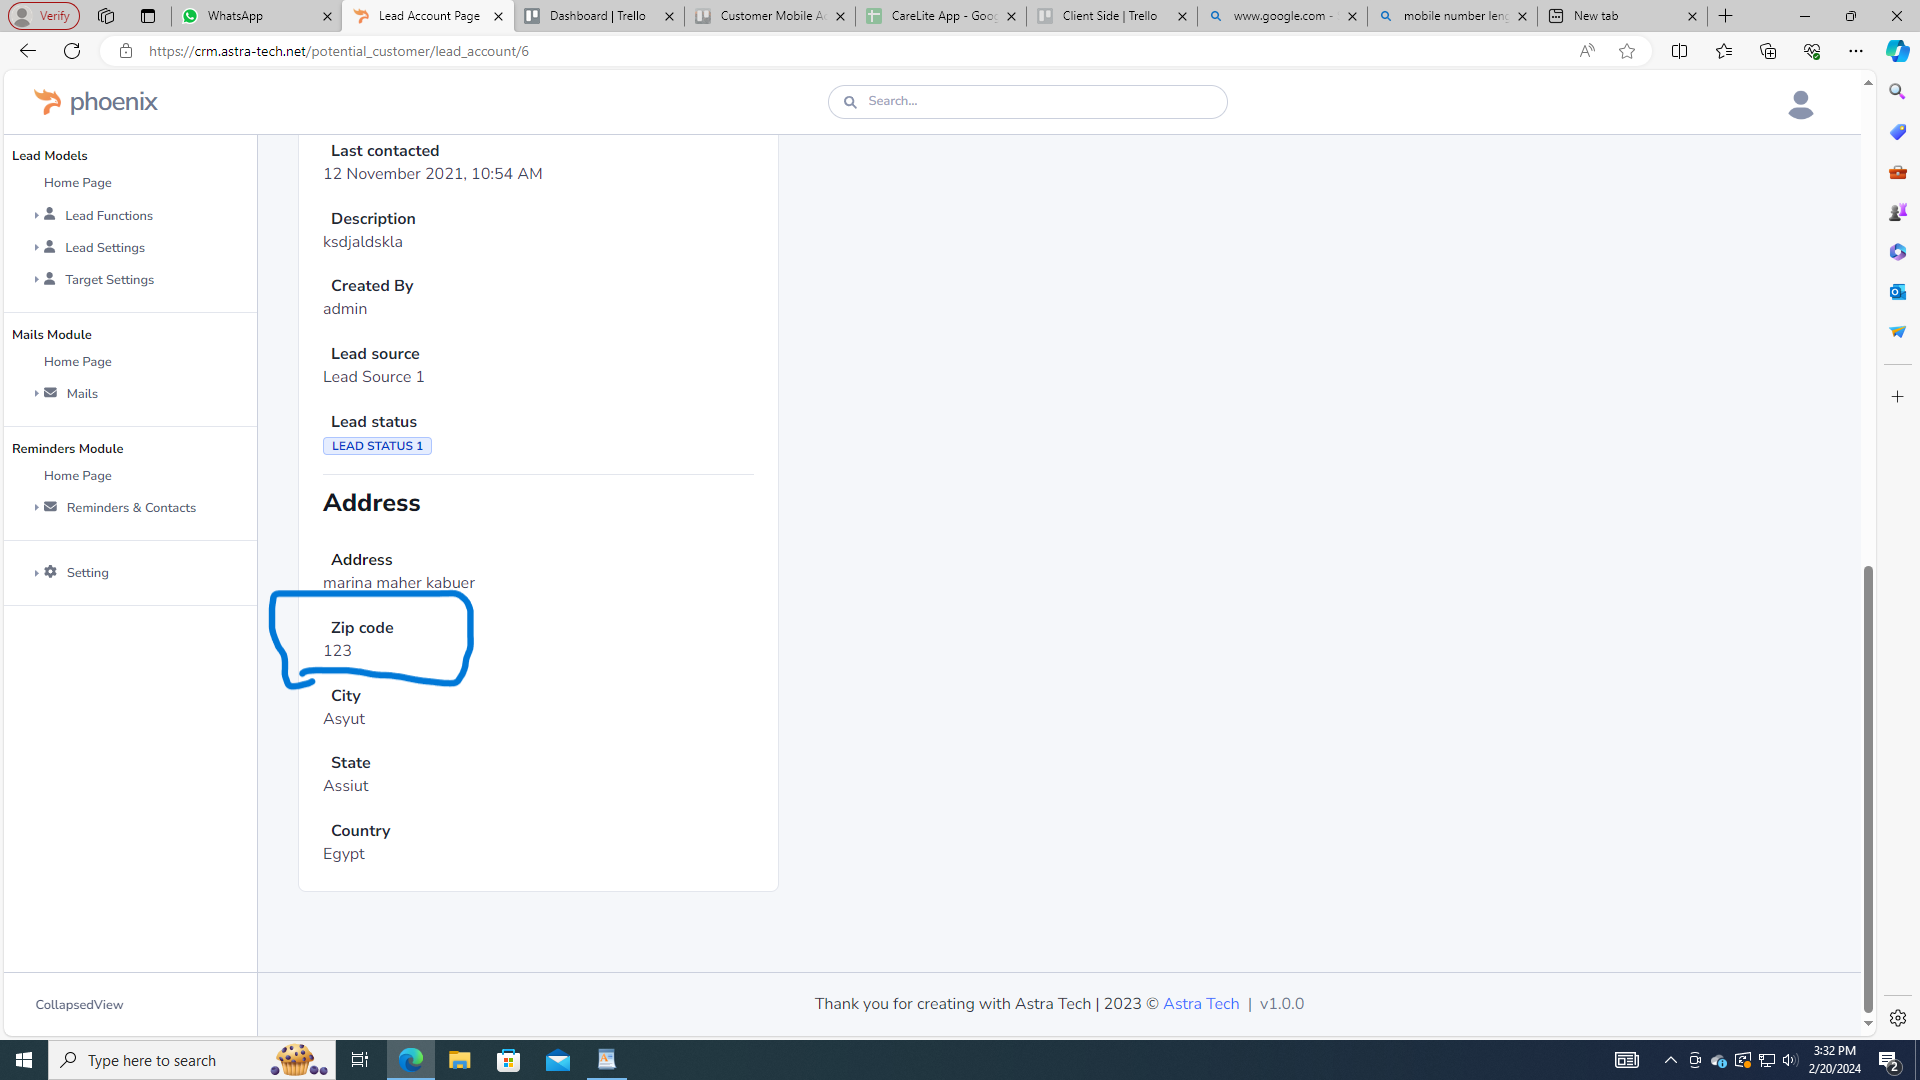 Verify
WhatsApp
Lead Account Page
Dashboard | Trello
Customer Mobile A
CareLite App - Goog
Client Side | Trello
www.google.com -
mobile number leng
New tab
https://crm.astra-tech.net/potential_customer/lead_account/6
phoenix
Search...
Lead Models
Home Page
Lead Functions
Lead Settings
Target Settings
Mails Module
Home Page
Mails
Reminders Module
Home Page
Reminders & Contacts
Setting
CollapsedView
Last contacted
12 November 2021, 10:54 AM
Description
ksdjaldskla
Created By
admin
Lead source
Lead Source 1
Lead status
LEAD STATUS 1
Address
Address
marina maher kabuer
Zip code
123
City
Asyut
State
Assiut
Country
Egypt
Thank you for creating with Astra Tech | 2023 © Astra Tech | v1.0.0
Type here to search
3:32 PM
2/20/2024
2